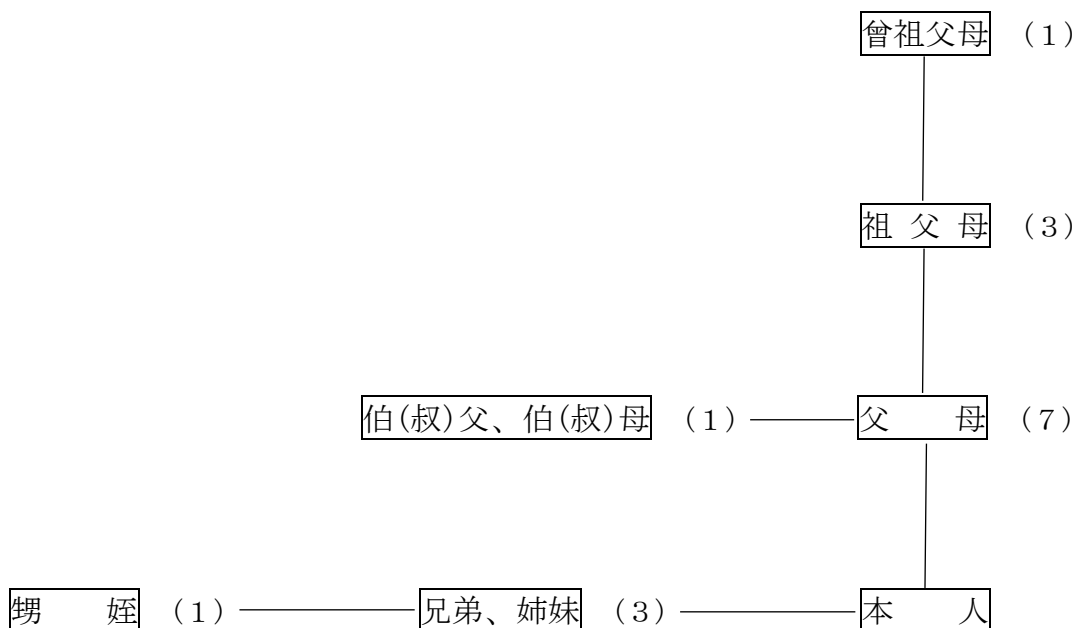 曾祖父母 （１）
祖 父 母 （３）
伯(叔)父、伯(叔)母 （１） 父　　母 （７）
甥　　姪 （１） 兄弟、姉妹 （３） 本　　人